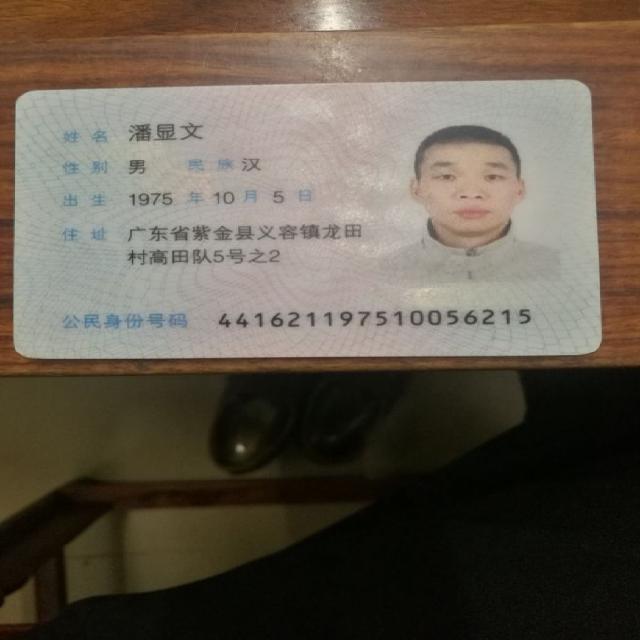 姓名 潘显文
性别 男 民族 汉
出生 1975 年 10 月 5 日
住址 广东省紫金县义容镇龙田
村高田队5号之2
公民身份号码 441621197510056215